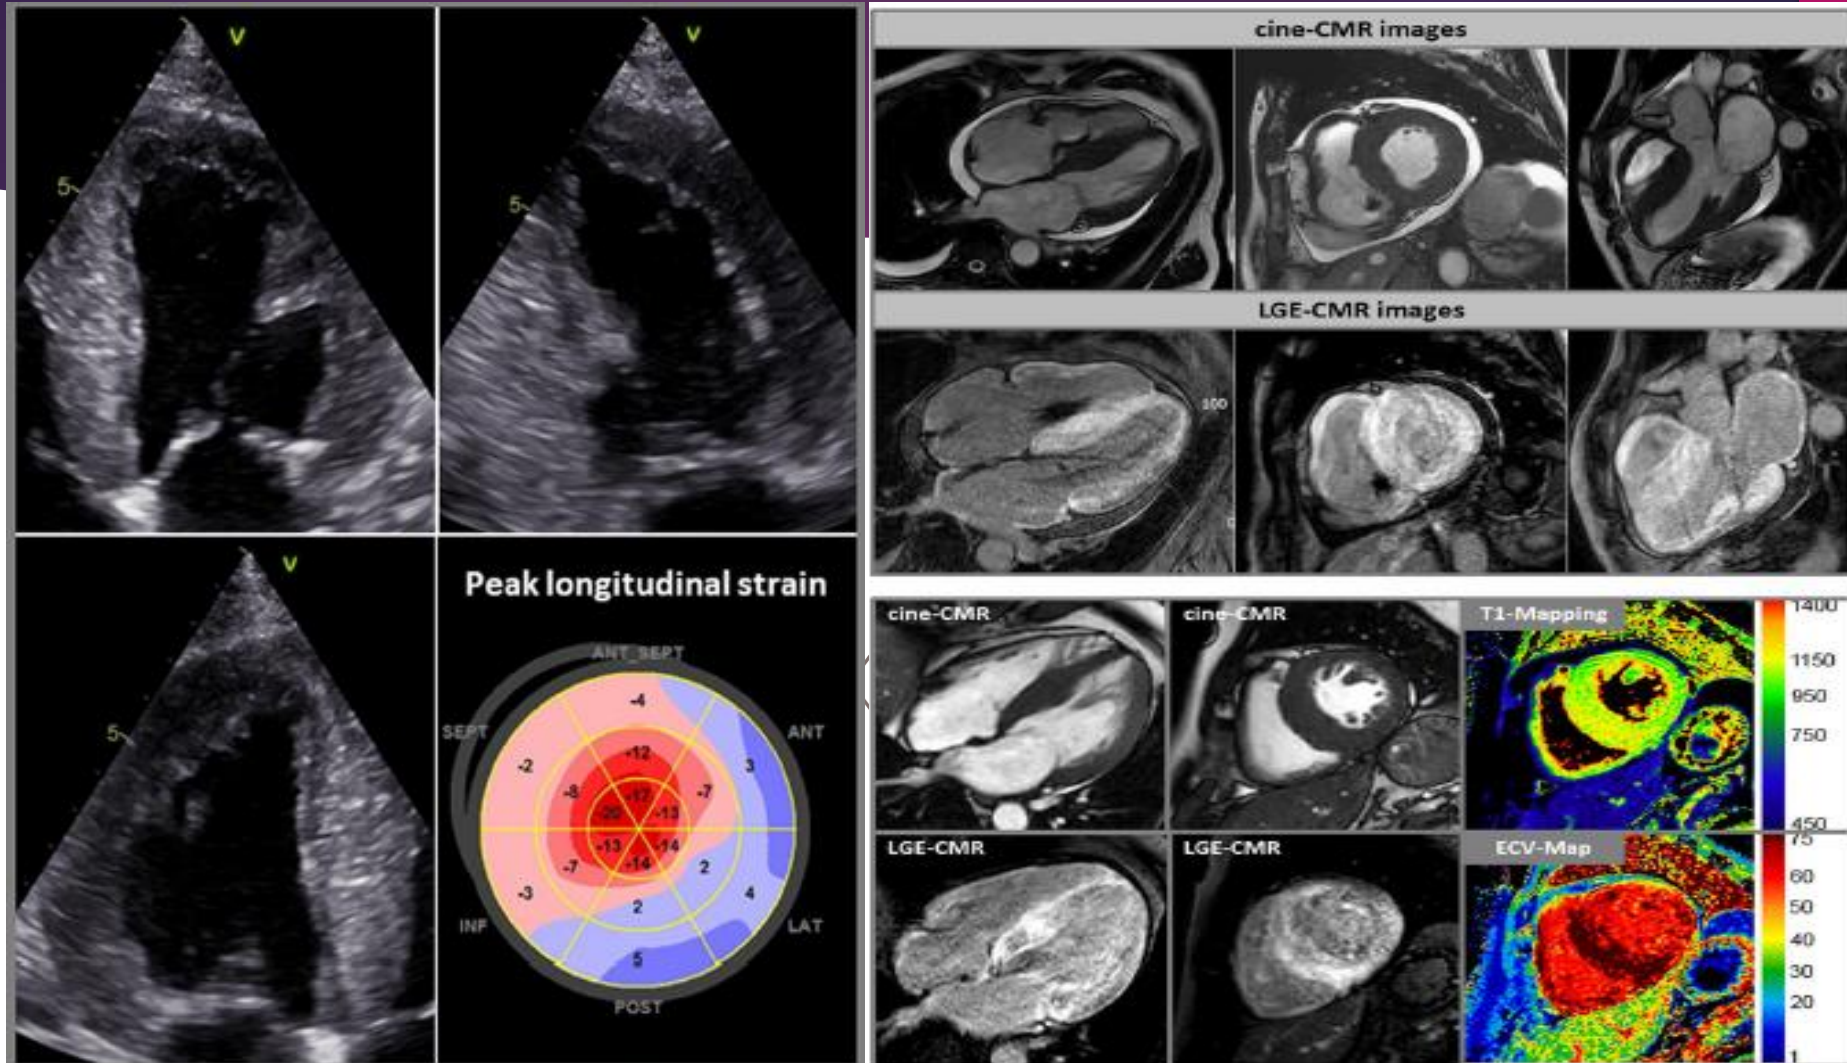 V
5
V
5
V
5
Peak longitudinal strain
ANT_SEPT
SEPT
ANT
INF
LAT
POST
-4
-2
-12
3
-8
-7
-17
-20
-13
-13
-14
-14
-7
2
-3
4
2
5
cine-CMR images
LGE-CMR images
100
cine-CMR
cine-CMR
T1-Mapping
1400
1150
950
750
450
LGE-CMR
LGE-CMR
ECV-Map
75
60
50
40
30
20
1